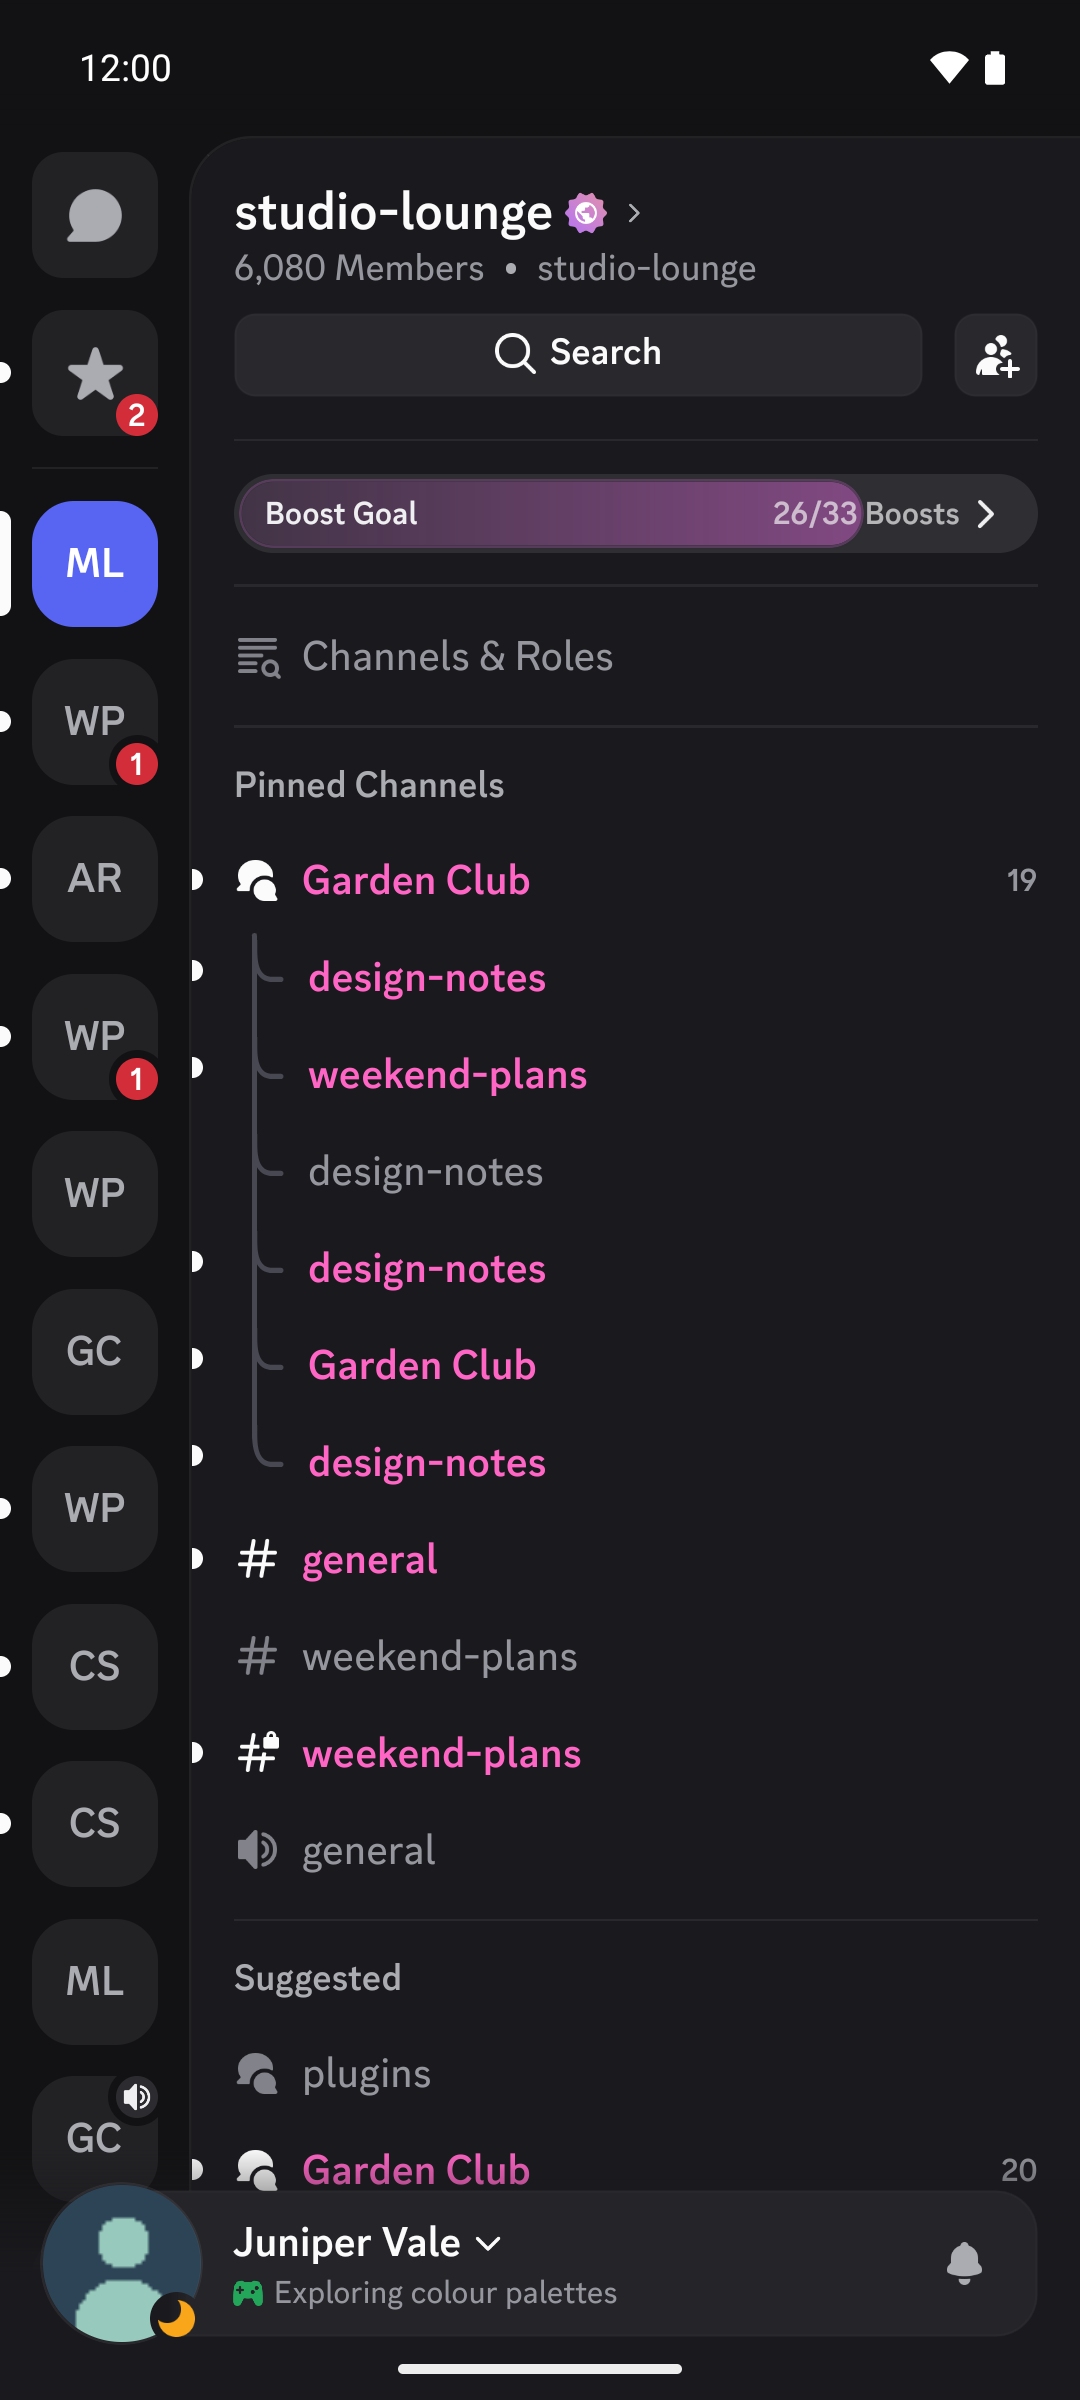 12:00
2
ML
WP
1
AR
WP
1
WP
GC
WP
CS
CS
ML
GC
studio-lounge
6,080 Members • studio-lounge
Search
Boost Goal 26/33 Boosts
Channels & Roles
Pinned Channels
Garden Club 19
design-notes
weekend-plans
design-notes
design-notes
Garden Club
design-notes
general
weekend-plans
weekend-plans
general
Suggested
plugins
Garden Club 20
Juniper Vale
Exploring colour palettes